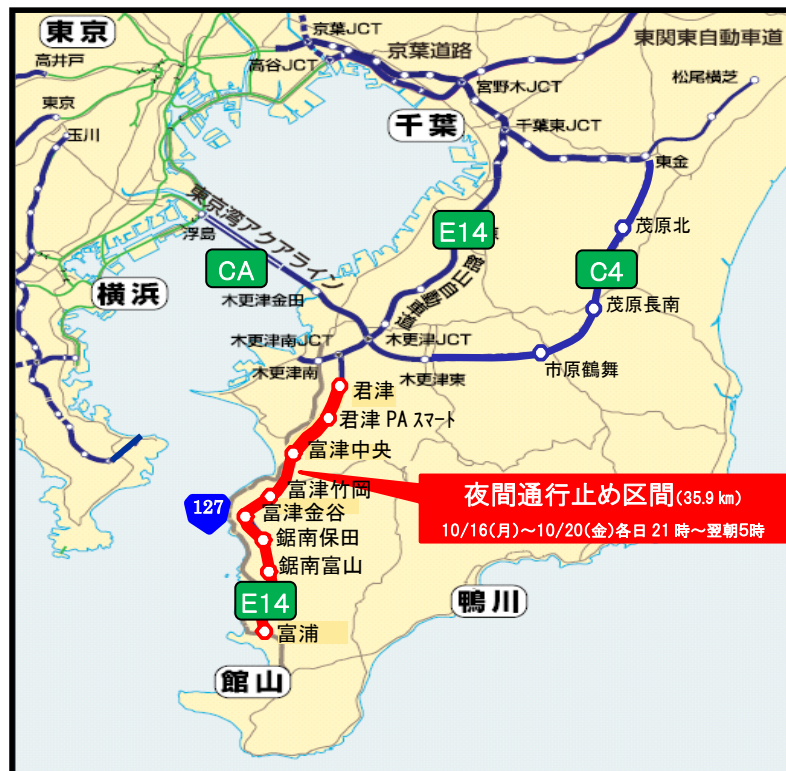 東京
京葉JCT
東関東自動車道
高井戸
高谷JCT
京葉道路
松尾横芝
宮野木JCT
東京
千葉
千葉東JCT
玉川
東金
東京湾アクアライン
E14
茂原北
浮島
CA
館山自動車道
C4
横浜
木更津金田
茂原長南
木更津南JCT
木更津JCT
木更津南
木更津東
市原鶴舞
君津
君津PAスマート
富津中央
富津竹岡
夜間通行止め区間(35.9㎞)
127
富津金谷
10/16(月)~10/20(金)各日21時~翌朝5時
鋸南保田
鋸南富山
E14
鴨川
富浦
館山